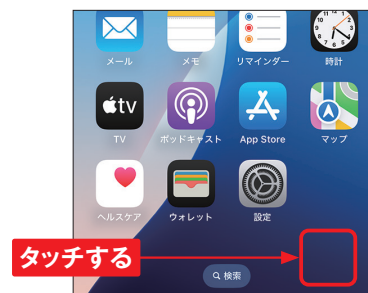 メール
メモ
リマインダー
時計
tv
TV
ポッドキャスト
App Store
マップ
ヘルスケア
ウォレット
設定
タッチする
検索